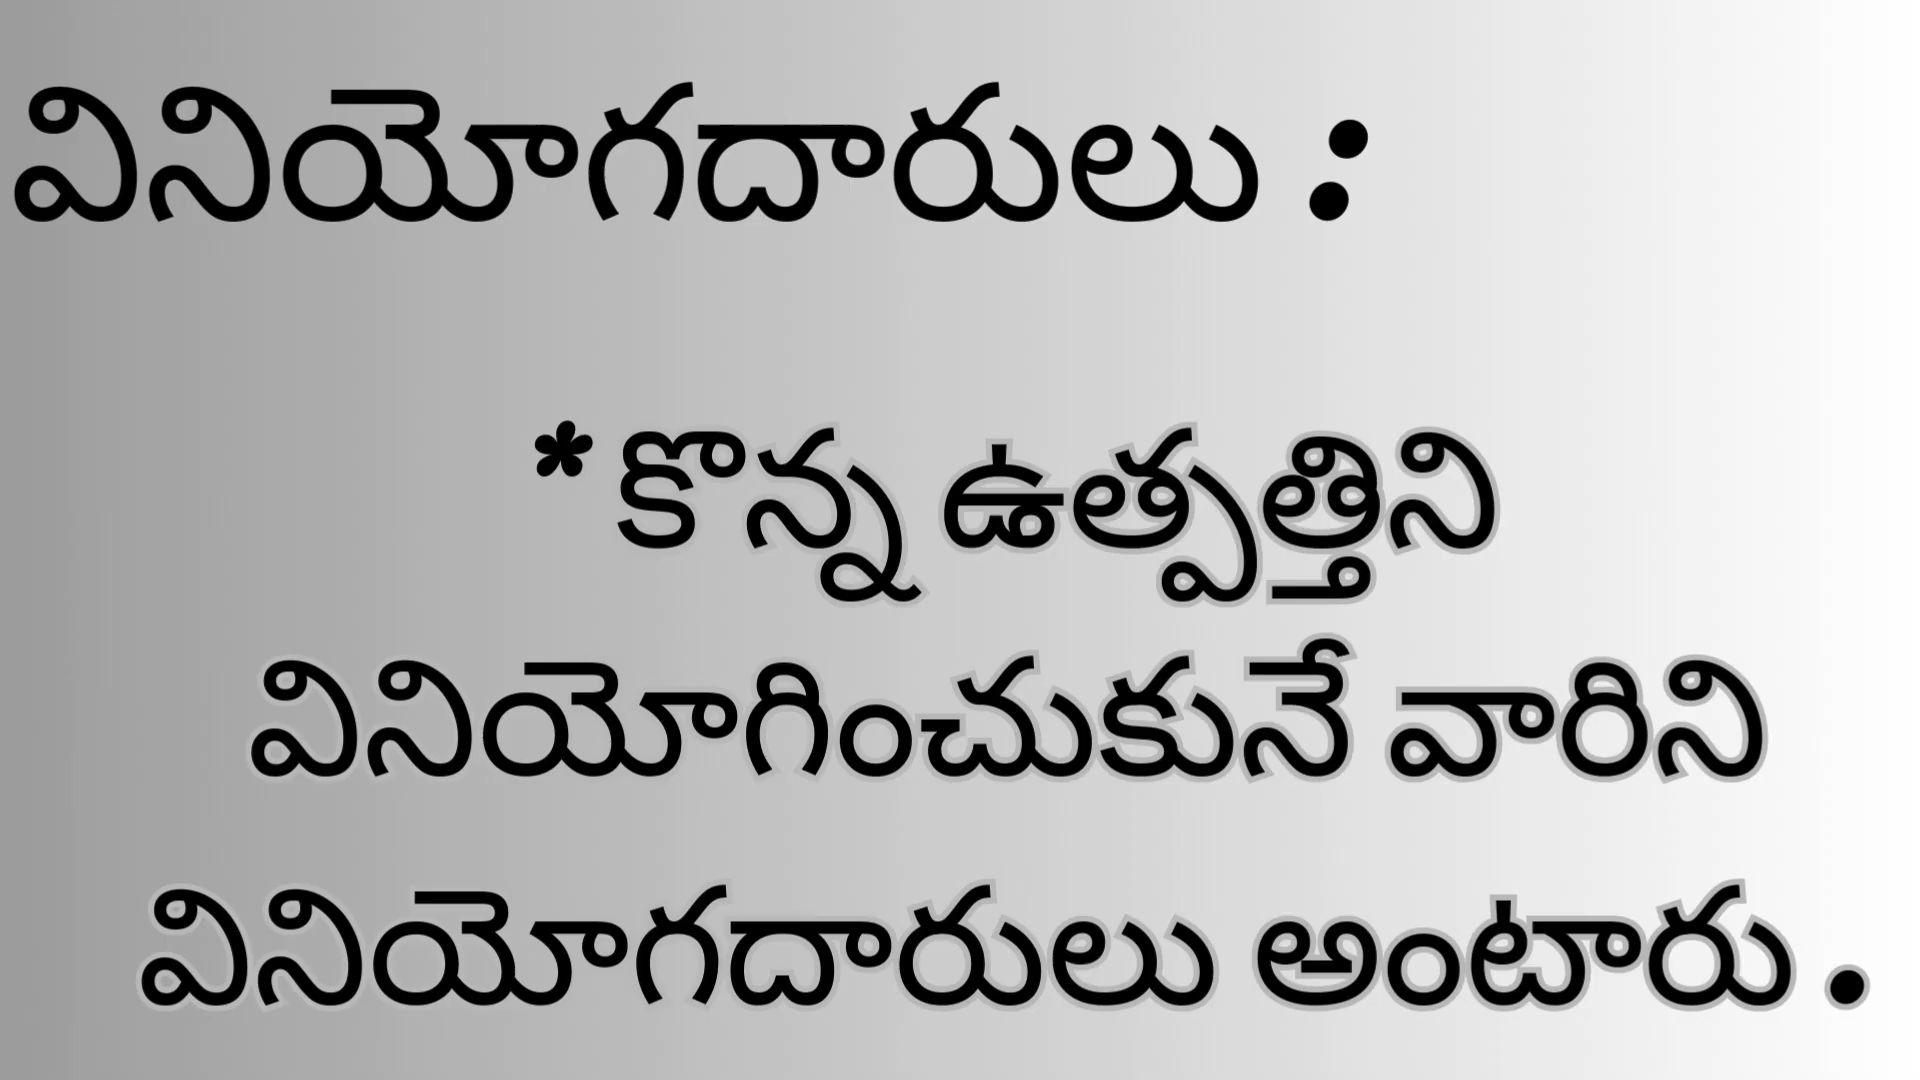 వినియోగదారులు :
* కొన్న ఉత్పత్తిని
వినియోగించుకునే వారిని
వినియోగదారులు అంటారు .